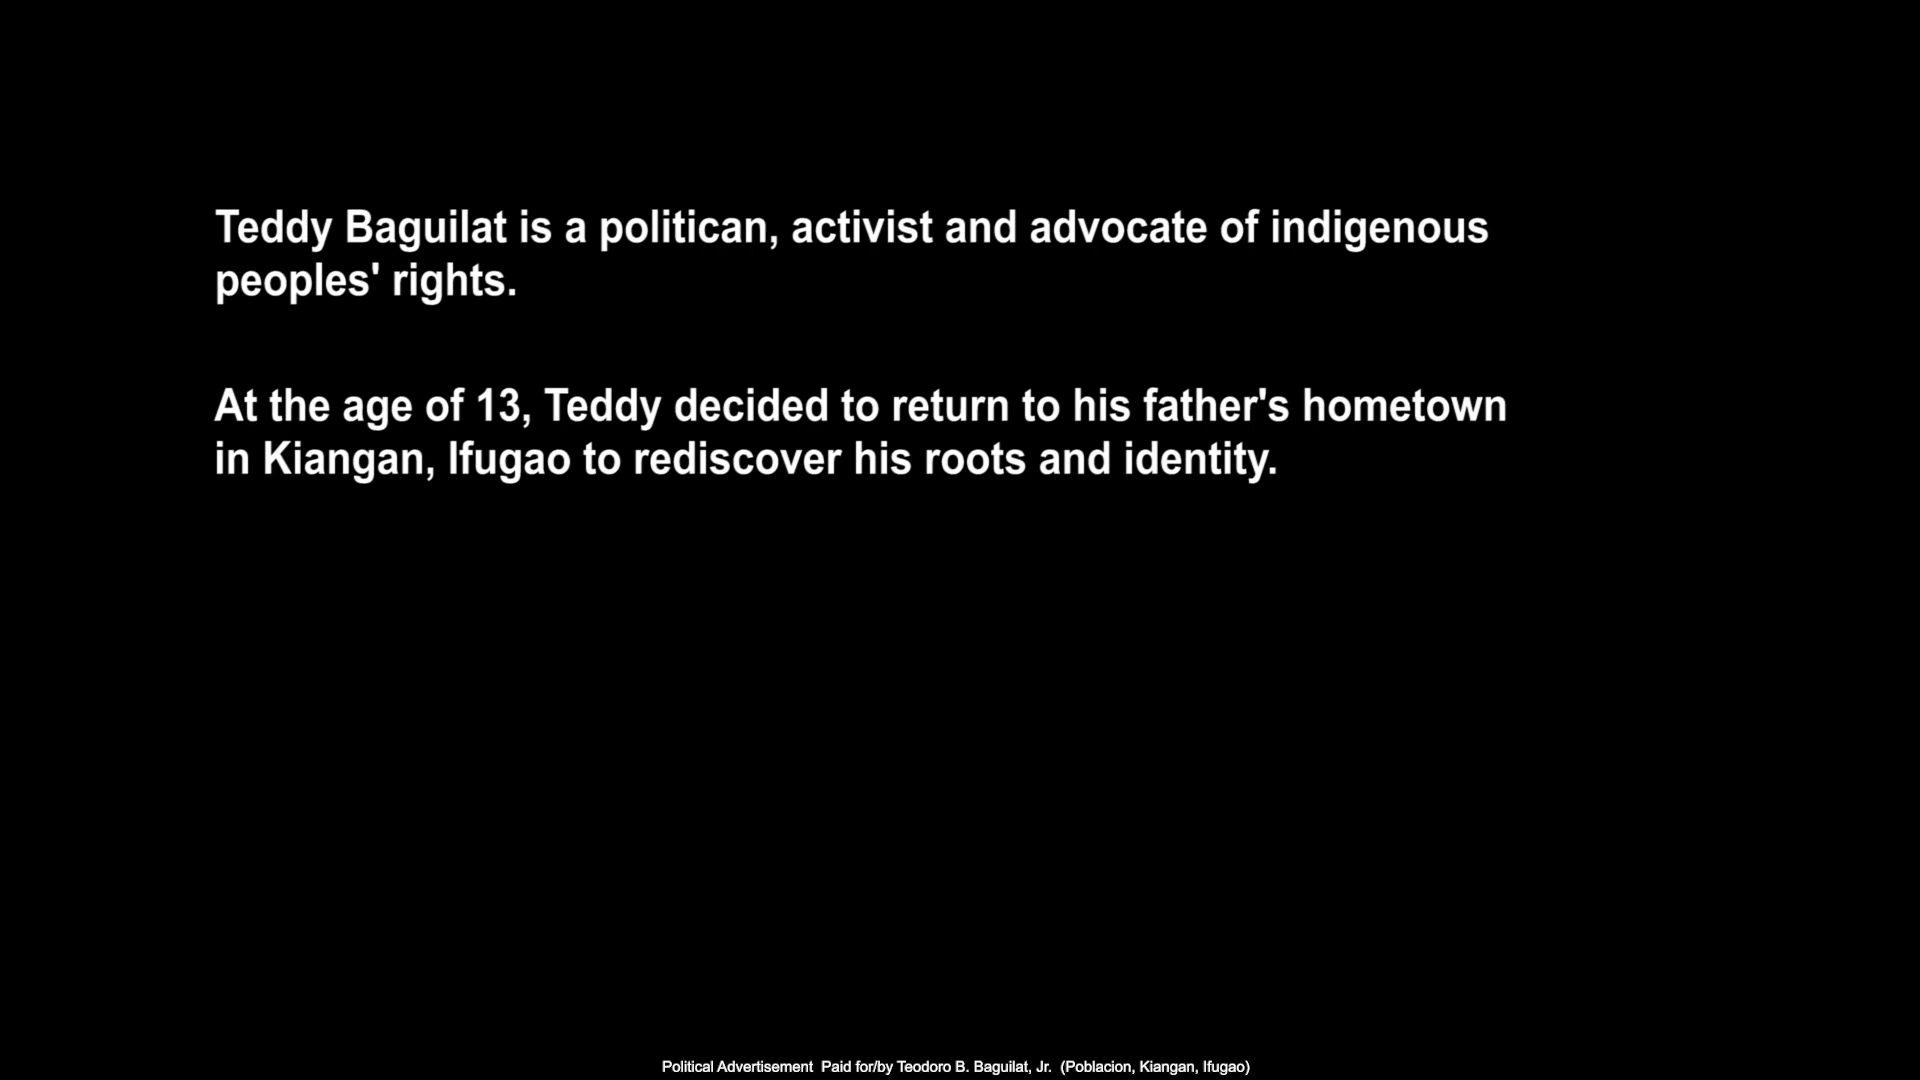 Teddy Baguilat is a politican, activist and advocate of indigenous
peoples' rights.
At the age of 13, Teddy decided to return to his father's hometown
in Kiangan, Ifugao to rediscover his roots and identity.
Political Advertisement  Paid for/by Teodoro B. Baguilat, Jr.  (Poblacion, Kiangan, Ifugao)